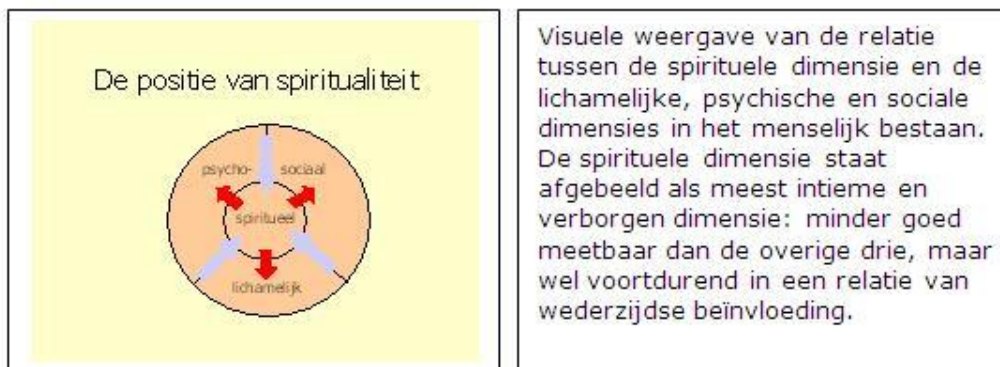 De positie van spiritualiteit
psycho- sociaal
spiritueel
lichamelijk
Visuele weergave van de relatie
tussen de spirituele dimensie en de
lichamelijke, psychische en sociale
dimensies in het menselijk bestaan.
De spirituele dimensie staat
afgebeeld als meest intieme en
verborgen dimensie: minder goed
meetbaar dan de overige drie, maar
wel voortdurend in een relatie van
wederzijdse beïnvloeding.